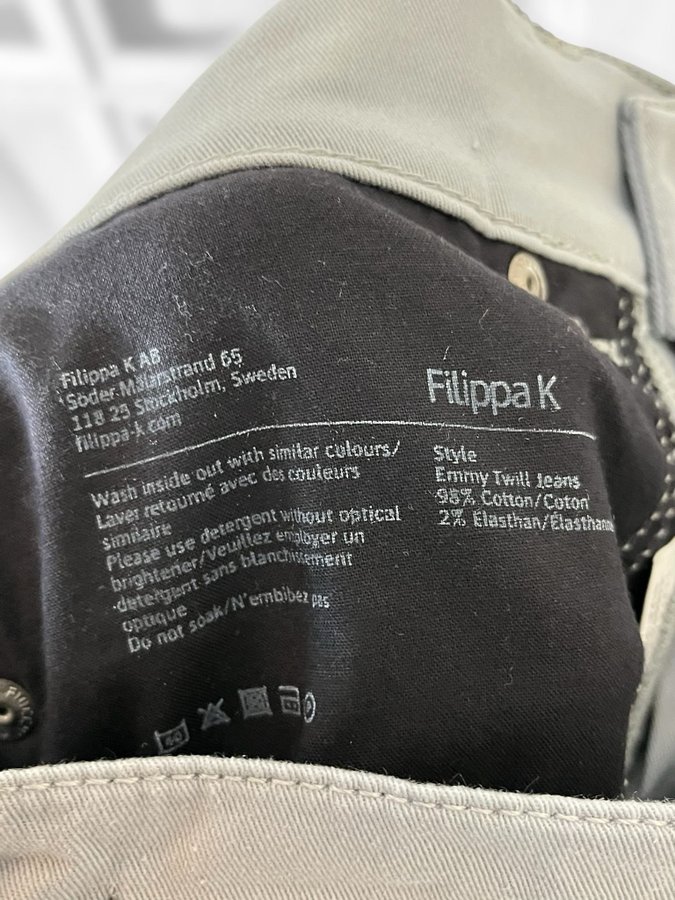 Filippa K AB
Söder Mälarstrand 65
118 25 Stockholm, Sweden
filippa-k.com
Wash inside out with similar colours/
Laver retourné avec des couleurs
similaire
Please use detergent without optical
brightener/Veuillez employer un
detergent sans blanchissement
optique
Do not soak/N'embibez pas
Filippa K
Style
Emmy Twill Jeans
98% Cotton/Coton
2% Elasthan/Élasthanne